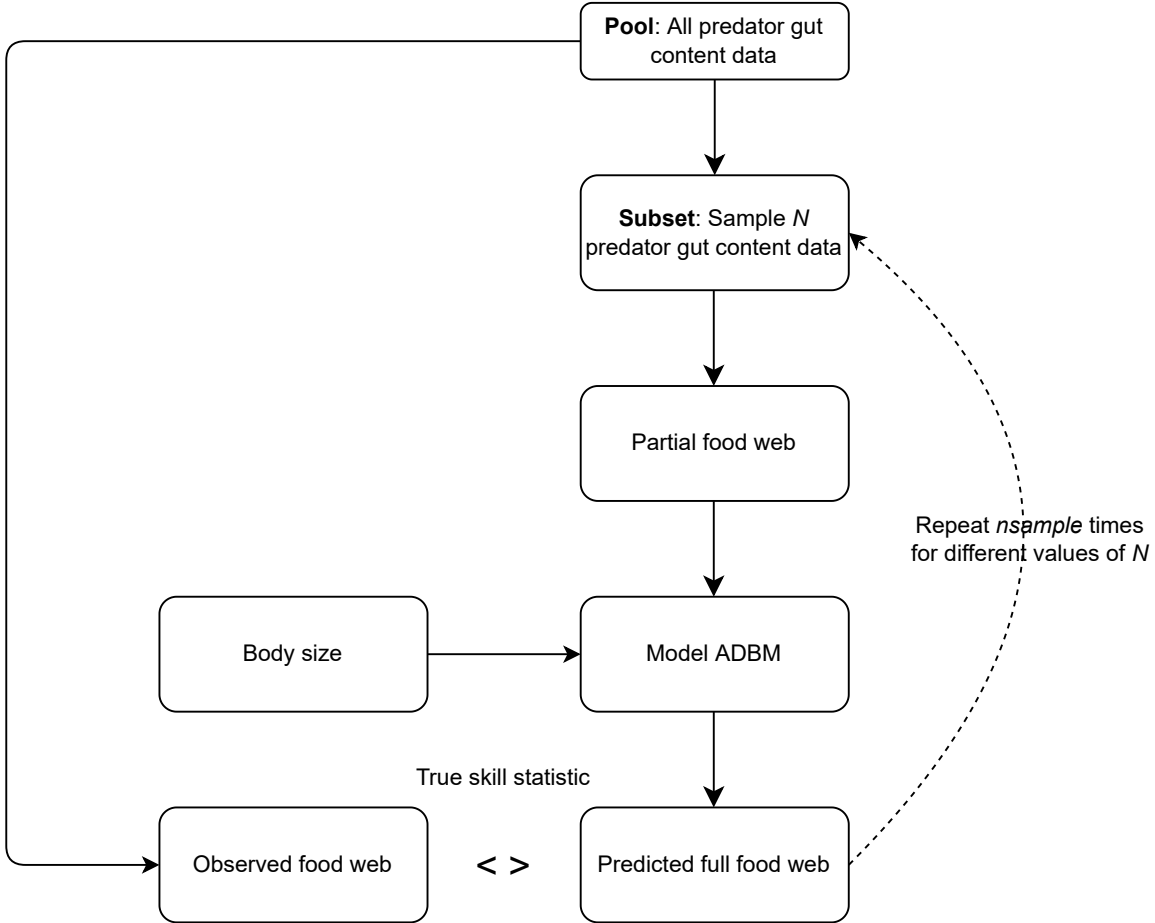 Pool: All predator gut
content data
Subset: Sample N
predator gut content data
Partial food web
Repeat nsample times
for different values of N
Body size
Model ADBM
True skill statistic
Observed food web
< >
Predicted full food web